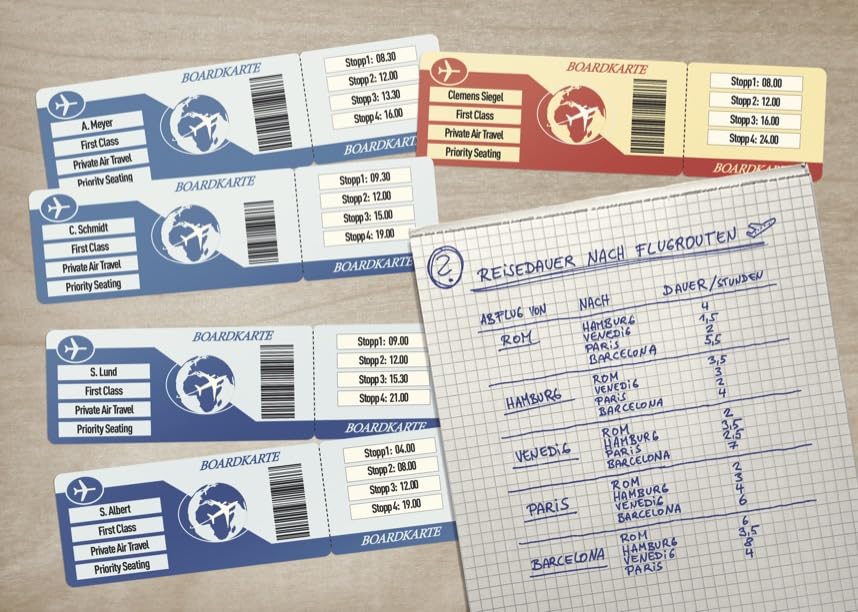 BOARDKARTE
A. Meyer
First Class
Private Air Travel
Priority Seating
Stopp1: 08.30
Stopp 2: 12.00
Stopp 3: 13.30
Stopp 4: 16.00
BOARDKARTE
BOARDKARTE
Clemens Siegel
First Class
Private Air Travel
Priority Seating
Stopp1: 08.00
Stopp 2: 12.00
Stopp 3: 16.00
Stopp 4: 24.00
BOARDKARTE
BOARDKARTE
C. Schmidt
First Class
Private Air Travel
Priority Seating
Stopp1: 09.30
Stopp 2: 12.00
Stopp 3: 15.00
Stopp 4: 19.00
BOARDKARTE
BOARDKARTE
S. Lund
First Class
Private Air Travel
Priority Seating
Stopp1: 09.00
Stopp 2: 12.00
Stopp 3: 15.30
Stopp 4: 21.00
BOARDKARTE
BOARDKARTE
S. Albert
First Class
Private Air Travel
Priority Seating
Stopp1: 04.00
Stopp 2: 08.00
Stopp 3: 12.00
Stopp 4: 19.00
BOARDKARTE
2. REISEDAUER NACH FLUGROUTEN
ABFLUG VON NACH DAUER/STUNDEN
ROM HAMBURG 4
VENEDIG 1,5
PARIS 2
BARCELONA 5,5
HAMBURG ROM 3,5
VENEDIG 3
PARIS 2
BARCELONA 4
VENEDIG ROM 2
HAMBURG 3,5
PARIS 2,5
BARCELONA 7
PARIS ROM 2
HAMBURG 3
VENEDIG 4
BARCELONA 6
BARCELONA ROM 6
HAMBURG 3,5
VENEDIG 8
PARIS 4